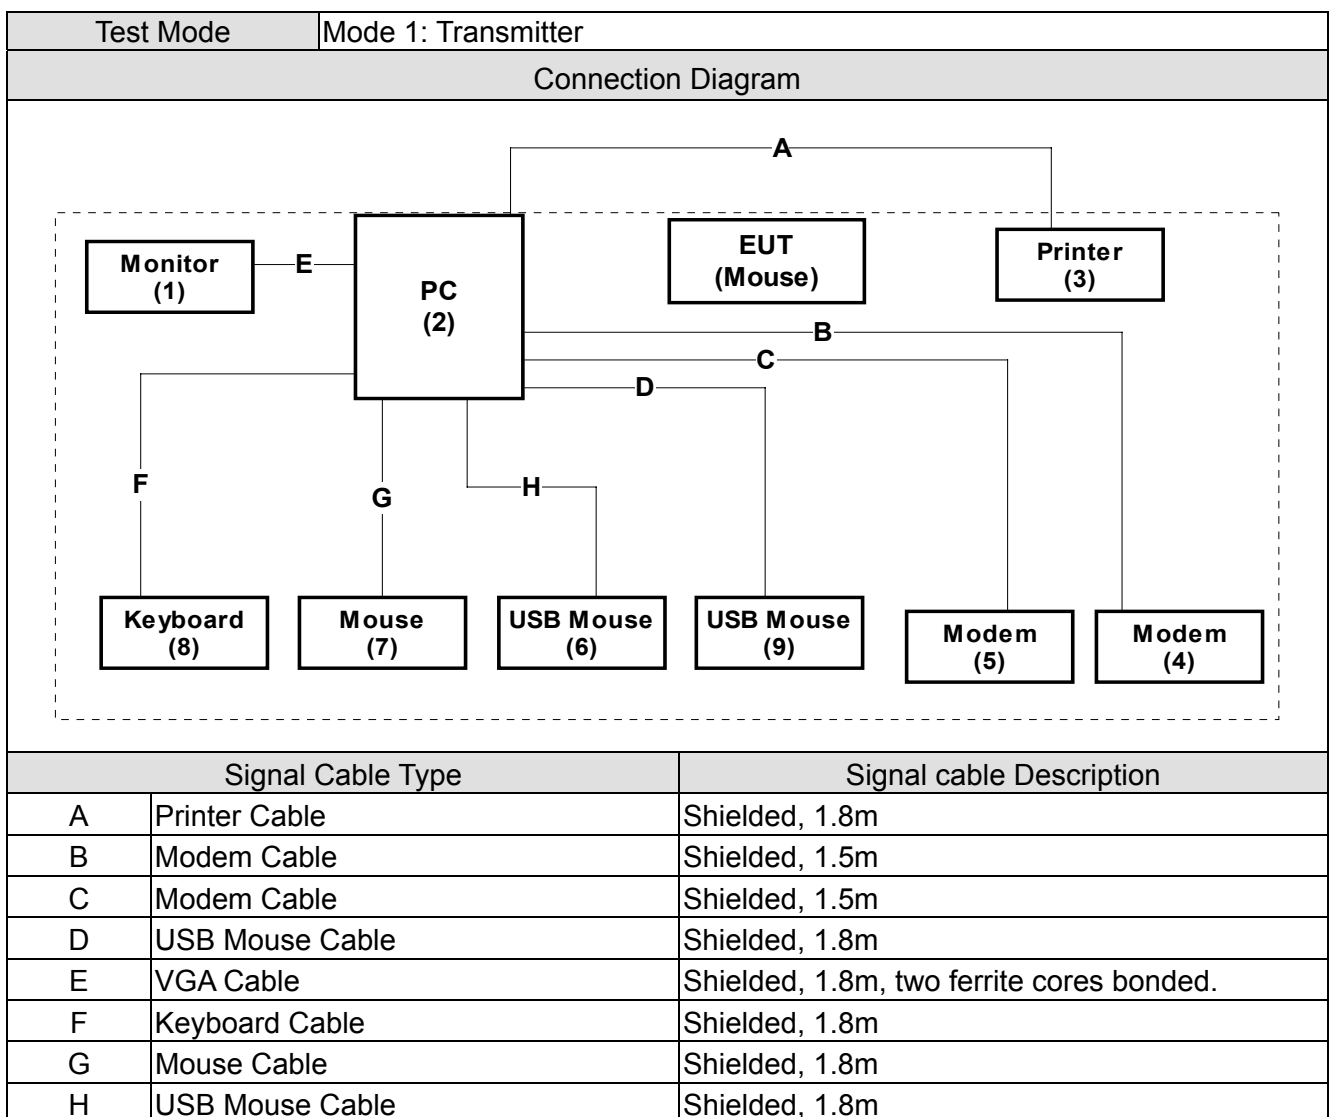 Test Mode Mode 1: Transmitter
Connection Diagram
A
Monitor
(1)
E
PC
(2)
EUT
(Mouse)
Printer
(3)
B
C
D
F
G
H
Keyboard
(8)
Mouse
(7)
USB Mouse
(6)
USB Mouse
(9)
Modem
(5)
Modem
(4)
Signal Cable Type Signal cable Description
A Printer Cable Shielded, 1.8m
B Modem Cable Shielded, 1.5m
C Modem Cable Shielded, 1.5m
D USB Mouse Cable Shielded, 1.8m
E VGA Cable Shielded, 1.8m, two ferrite cores bonded.
F Keyboard Cable Shielded, 1.8m
G Mouse Cable Shielded, 1.8m
H USB Mouse Cable Shielded, 1.8m